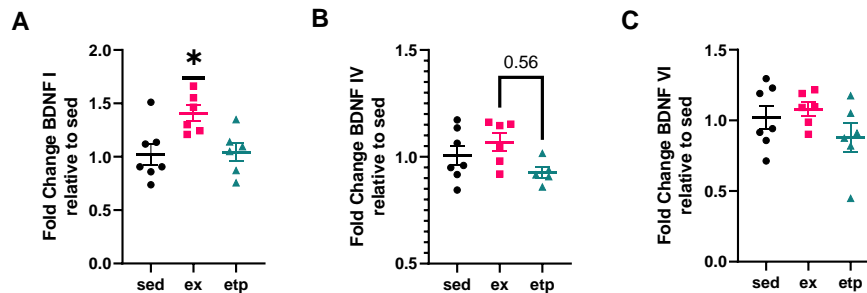 A
Fold Change BDNF I
relative to sed
2.0
1.5
1.0
0.5
0.0
*
sed ex etp
B
Fold Change BDNF IV
relative to sed
1.5
1.0
0.5
0.56
sed ex etp
C
Fold Change BDNF VI
relative to sed
1.5
1.0
0.5
0.0
sed ex etp